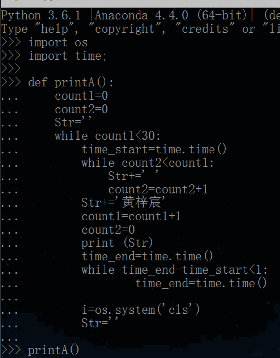 Python 3.6.1 |Anaconda 4.4.0 (64-bit)| (de
Type "help", "copyright", "credits" or "li
>>> import os
>>> import time;
>>>
>>> def printA():
...     count1=0
...     count2=0
...     Str=''
...     while count1<30:
...         time_start=time.time()
...         while count2<count1:
...             Str+=' '
...             count2=count2+1
...         Str+='黄梓宸'
...         count1=count1+1
...         count2=0
...         print (Str)
...         time_end=time.time()
...         while time_end-time_start<1:
...                 time_end=time.time()
...
...         i=os.system('cls')
...         Str=''
...
>>> printA()